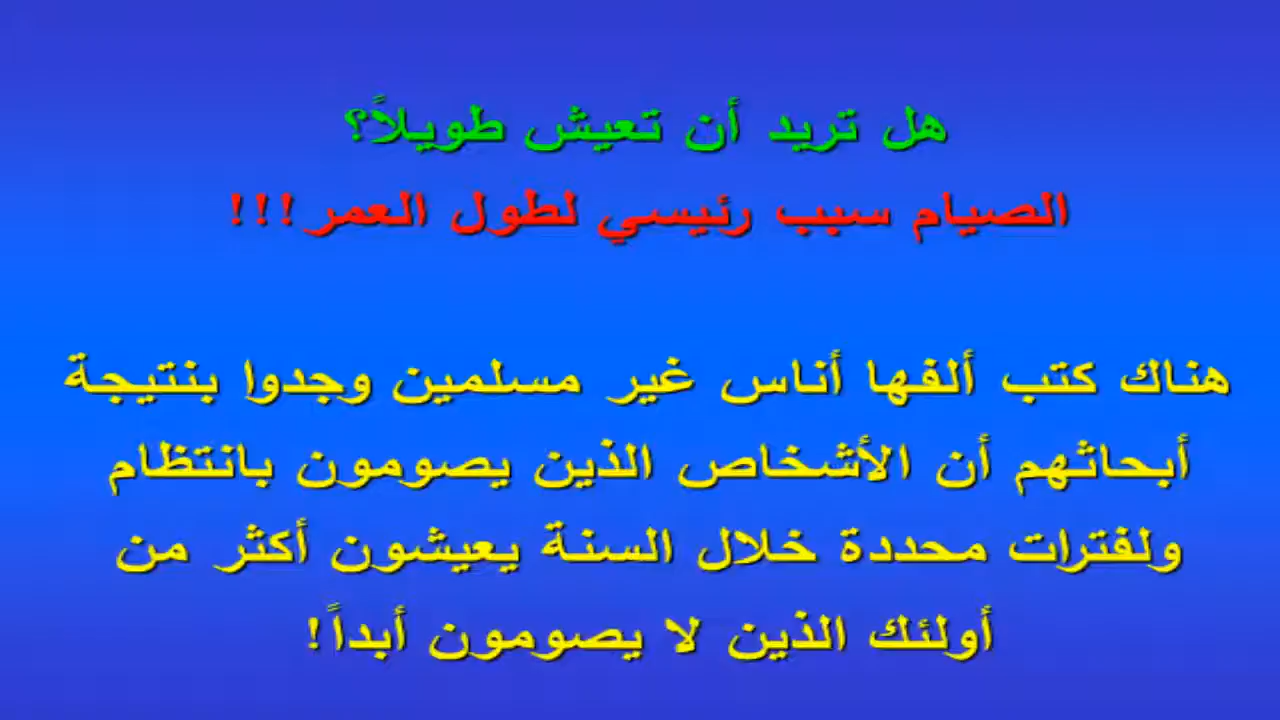 هل تريد أن تعيش طويلاً؟
الصيام سبب رئيسي لطول العمر!!!
هناك كتب ألفها أناس غير مسلمين وجدوا بنتيجة
أبحاثهم أن الأشخاص الذين يصومون بانتظام
ولفترات محددة خلال السنة يعيشون أكثر من
أولئك الذين لا يصومون أبداً!